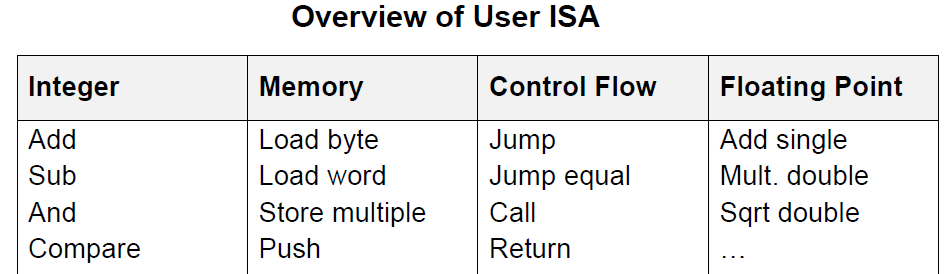 Overview of User ISA
Integer Memory Control Flow Floating Point
Add Load byte Jump Add single
Sub Load word Jump equal Mult. double
And Store multiple Call Sqrt double
Compare Push Return …